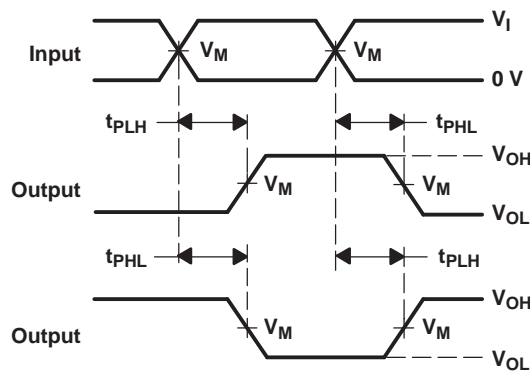 V_I
Input V_M V_M
0 V
t_PLH t_PHL
V_OH
Output V_M V_M
V_OL
t_PHL t_PLH
V_OH
Output V_M V_M
V_OL